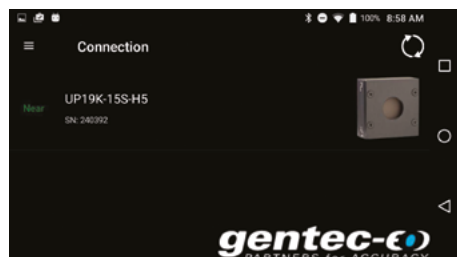 100% 8:58 AM
Connection
UP19K-15S-H5
Near
SN: 240392
gentec-EO
PARTNERS for ACCURACY